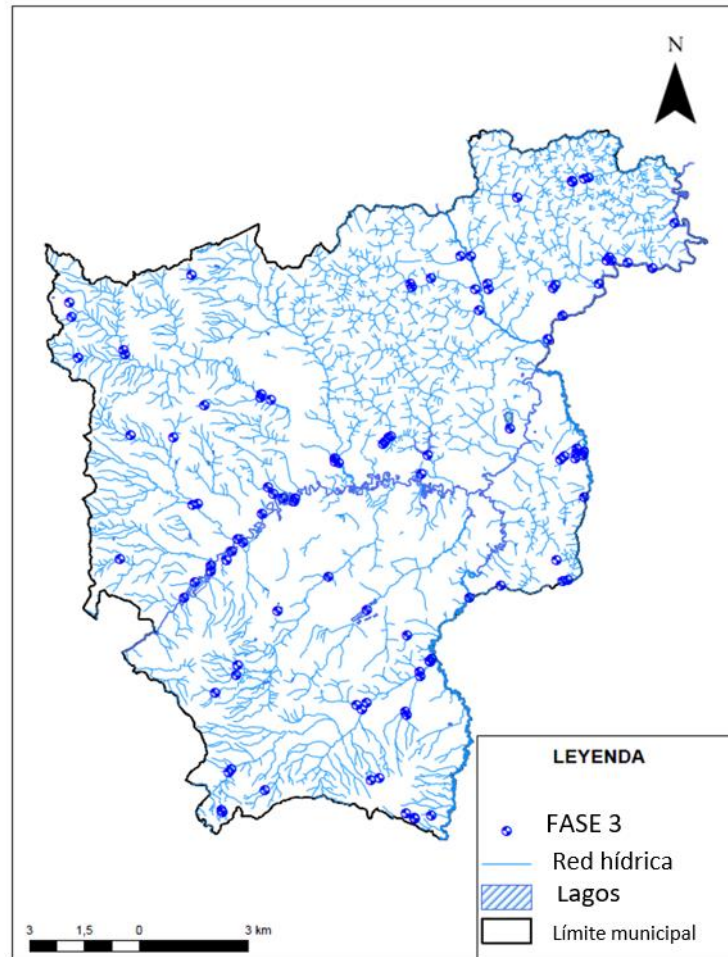 N
LEYENDA
FASE 3
Red hídrica
Lagos
Límite municipal
3 1,5 0 3 km